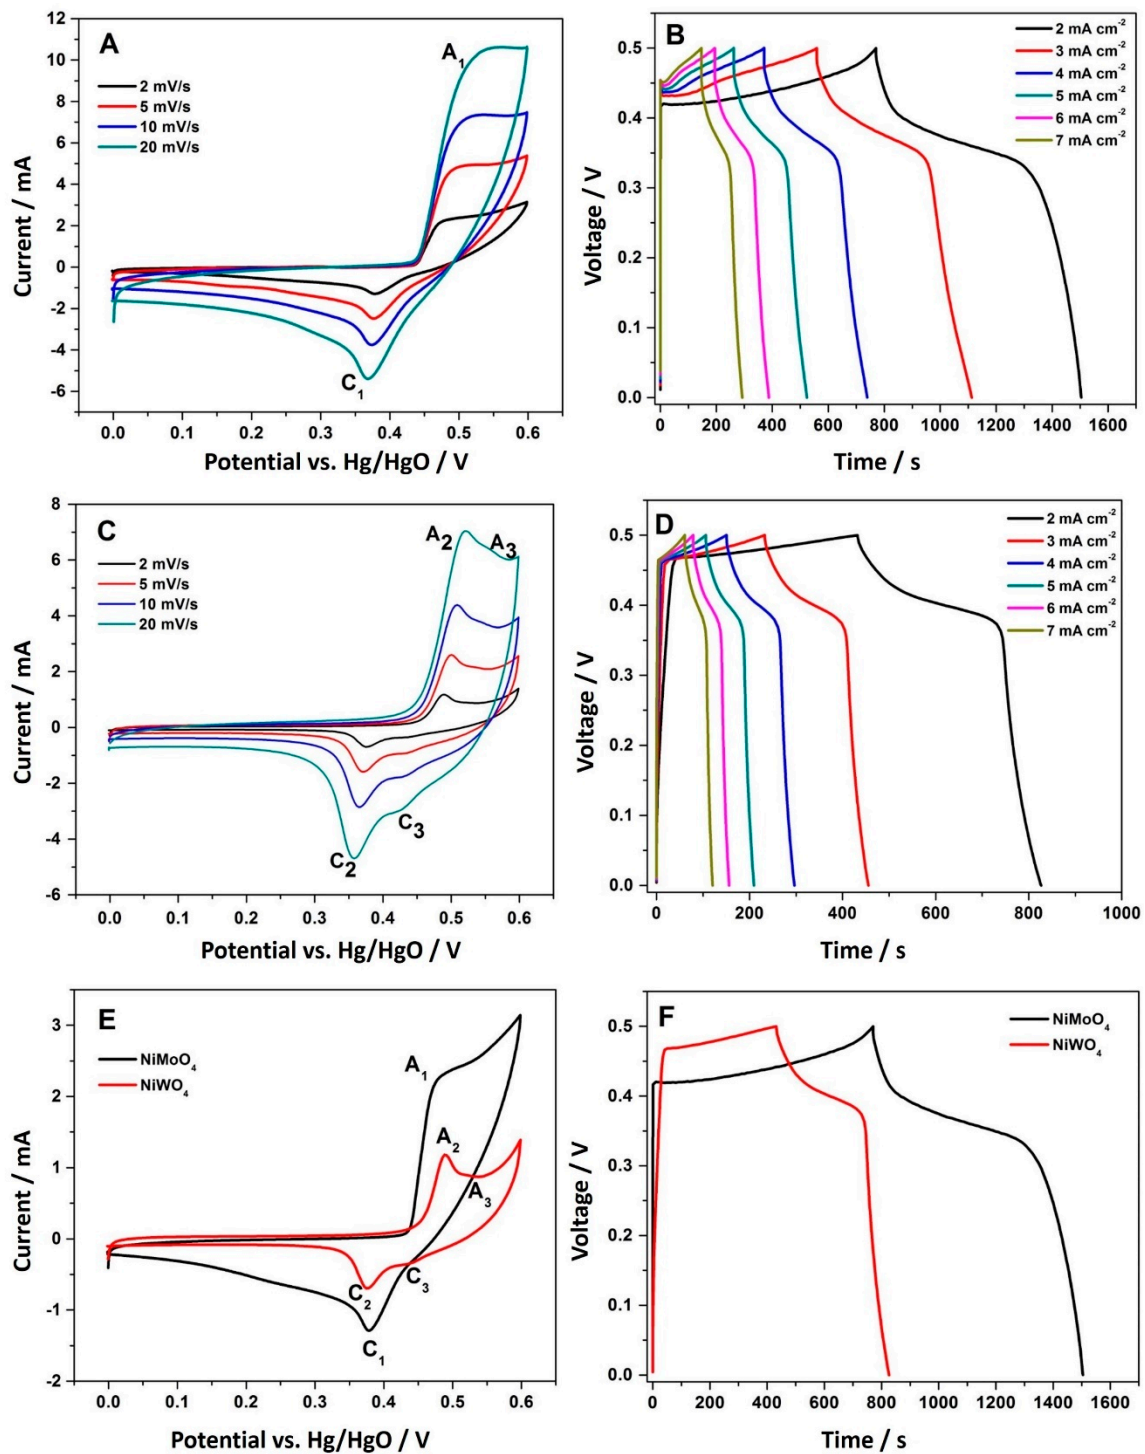 A
A₁
2 mV/s
5 mV/s
10 mV/s
20 mV/s
C₁
12
10
8
6
4
2
0
-2
-4
-6
Current / mA
0.0 0.1 0.2 0.3 0.4 0.5 0.6
Potential vs. Hg/HgO / V
B
2 mA cm⁻²
3 mA cm⁻²
4 mA cm⁻²
5 mA cm⁻²
6 mA cm⁻²
7 mA cm⁻²
0.5
0.4
0.3
0.2
0.1
0.0
Voltage / V
0 200 400 600 800 1000 1200 1400 1600
Time / s
C
A₂ A₃
2 mV/s
5 mV/s
10 mV/s
20 mV/s
C₃
C₂
8
6
4
2
0
-2
-4
-6
Current / mA
0.0 0.1 0.2 0.3 0.4 0.5 0.6
Potential vs. Hg/HgO / V
D
2 mA cm⁻²
3 mA cm⁻²
4 mA cm⁻²
5 mA cm⁻²
6 mA cm⁻²
7 mA cm⁻²
0.5
0.4
0.3
0.2
0.1
0.0
Voltage / V
0 200 400 600 800 1000
Time / s
E
NiMoO₄
NiWO₄
A₁
A₂
A₃
C₃
C₂
C₁
3
2
1
0
-1
-2
Current / mA
0.0 0.1 0.2 0.3 0.4 0.5 0.6
Potential vs. Hg/HgO / V
F
NiMoO₄
NiWO₄
0.5
0.4
0.3
0.2
0.1
0.0
Voltage / V
0 200 400 600 800 1000 1200 1400 1600
Time / s